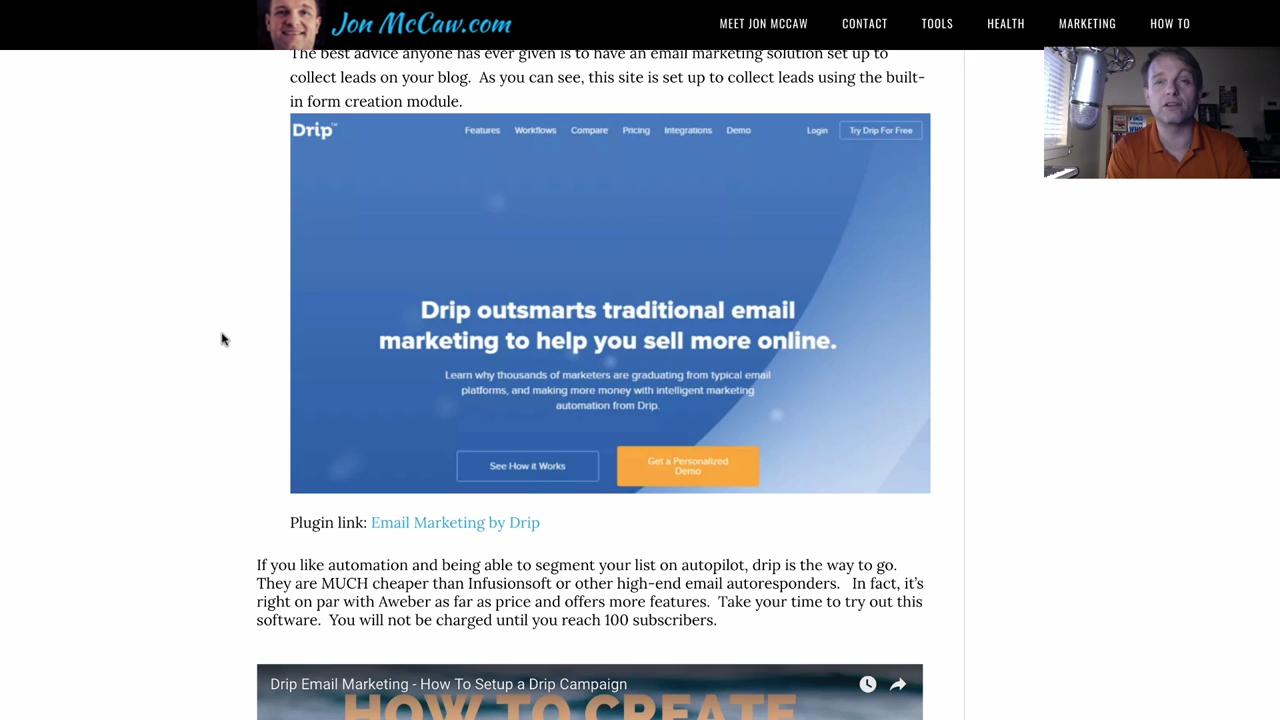 Jon McCaw.com
MEET JON MCCAW CONTACT TOOLS HEALTH MARKETING HOW TO
The best advice anyone has ever given is to have an email marketing solution set up to
collect leads on your blog.  As you can see, this site is set up to collect leads using the built-
in form creation module.
Drip™ Features Workflows Compare Pricing Integrations Demo Login Try Drip For Free
Drip outsmarts traditional email
marketing to help you sell more online.
Learn why thousands of marketers are graduating from typical email
platforms, and making more money with intelligent marketing
automation from Drip.
See How it Works
Get a Personalized
Demo
Plugin link: Email Marketing by Drip
If you like automation and being able to segment your list on autopilot, drip is the way to go.
They are MUCH cheaper than Infusionsoft or other high-end email autoresponders.   In fact, it's
right on par with Aweber as far as price and offers more features.  Take your time to try out this
software.  You will not be charged until you reach 100 subscribers.
Drip Email Marketing - How To Setup a Drip Campaign
HOW TO CREATE